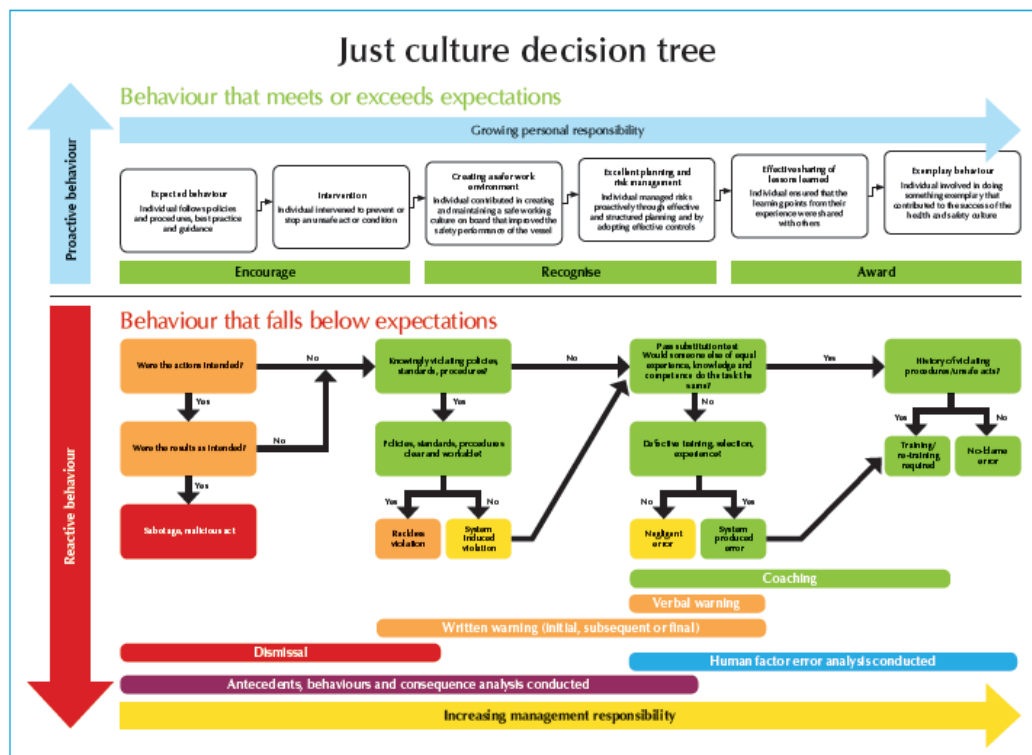 Just culture decision tree
Behaviour that meets or exceeds expectations
Proactive behaviour
Growing personal responsibility
Expected behaviour
Individual follows policies
and procedures, best practice
and guidance
Intervention
Individual intervened to prevent or
stop an unsafe act or condition
Creating a safer work
environment
Individual contributed in creating
and maintaining a safe working
culture on board that improved the
safety performance of the vessel
Excellent planning and
risk management
Individual managed risks
proactively through effective
and structured planning and by
adopting effective controls
Effective sharing of
lessons learned
Individual ensured that the
learning points from
their experience were shared
with others
Exemplary behaviour
Individual involved in doing
something exemplary that
contributed to the success of the
health and safety culture
Encourage
Recognise
Award
Reactive behaviour
Behaviour that falls below expectations
Were the actions intended?
No
Knowingly violating policies,
standards, procedures?
No
Pass substitution test
Would someone else of equal
experience, knowledge and
competence do the task the
same?
Yes
History of violating
procedures/unsafe acts?
Yes
Yes
No
Yes
No
Were the results as intended?
No
Policies, standards, procedures
clear and workable?
Defective training, selection,
experience?
Training/
re-training
required
No-blame
error
Yes
Yes
No
No
Yes
Sabotage, malicious act
Reckless
violation
System
Induced
violation
Negligent
error
System
produced
error
Coaching
Verbal warning
Written warning (initial, subsequent or final)
Dismissal
Human factor error analysis conducted
Antecedents, behaviours and consequence analysis conducted
Increasing management responsibility